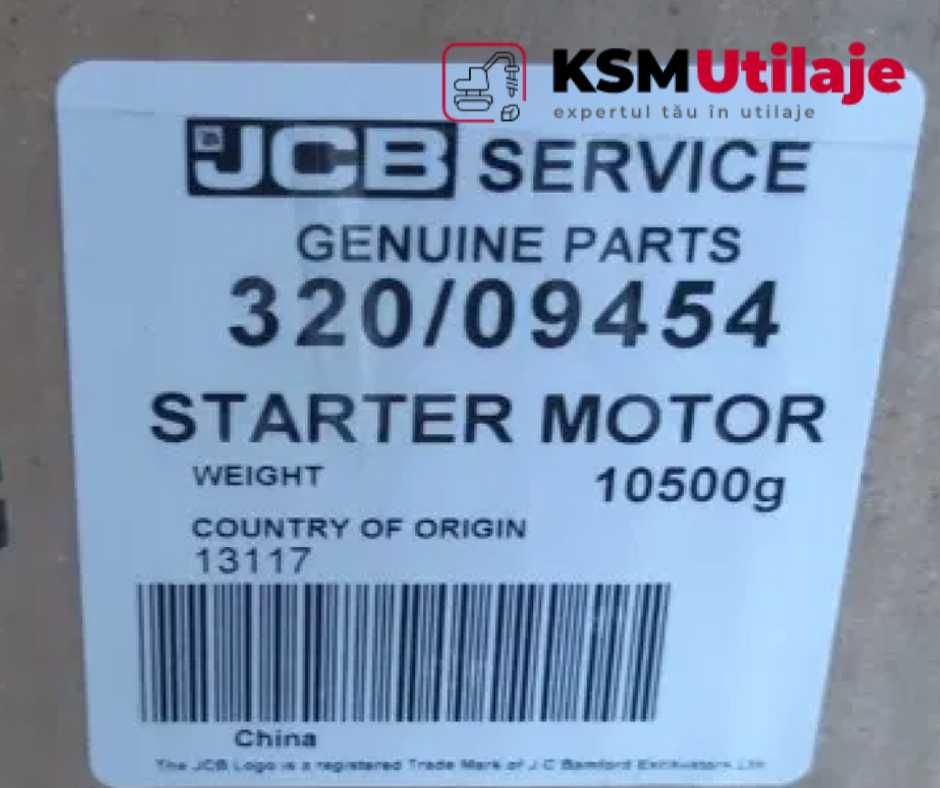 KSMUtilaje
expertul tău în utilaje
JCB SERVICE
GENUINE PARTS
320/09454
STARTER MOTOR
WEIGHT 10500g
COUNTRY OF ORIGIN
13117
China
The JCB Logo is a registered Trade Mark of J C Bamford Excavators Ltd